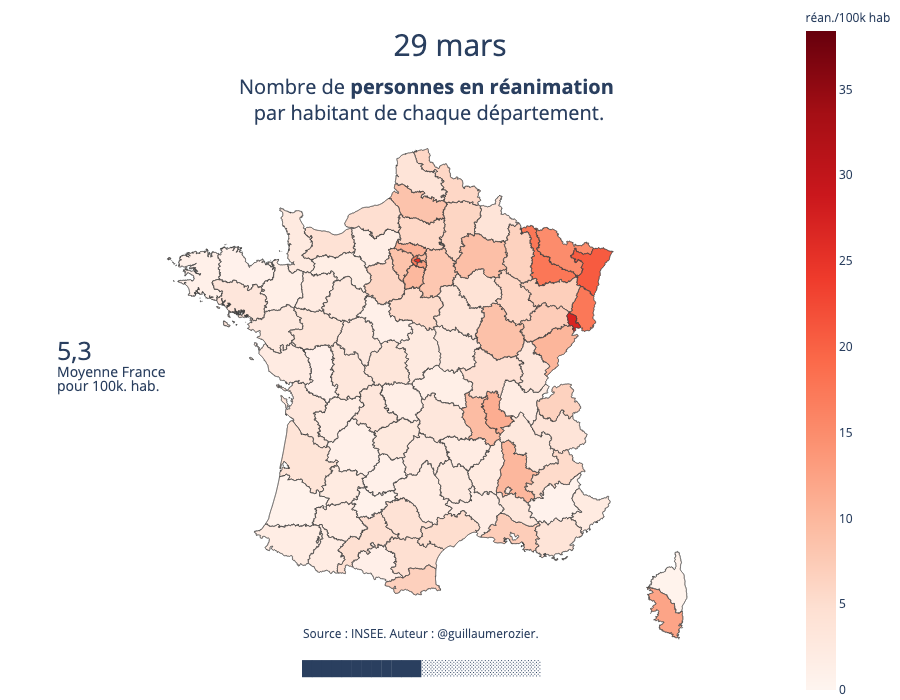 29 mars
Nombre de personnes en réanimation
par habitant de chaque département.
réan./100k hab
35
30
25
20
15
10
5
0
5,3
Moyenne France
pour 100k. hab.
Source : INSEE. Auteur : @guillaumerozier.